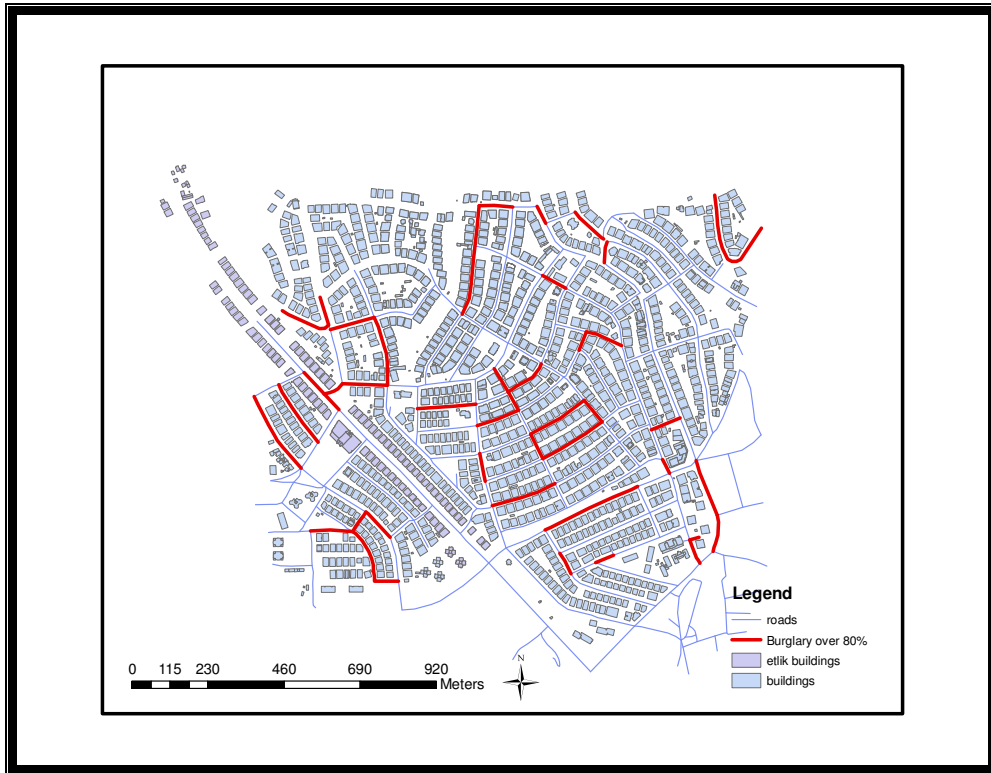 Legend
roads
Burglary over 80%
etlik buildings
buildings
0 115 230 460 690 920
Meters
N